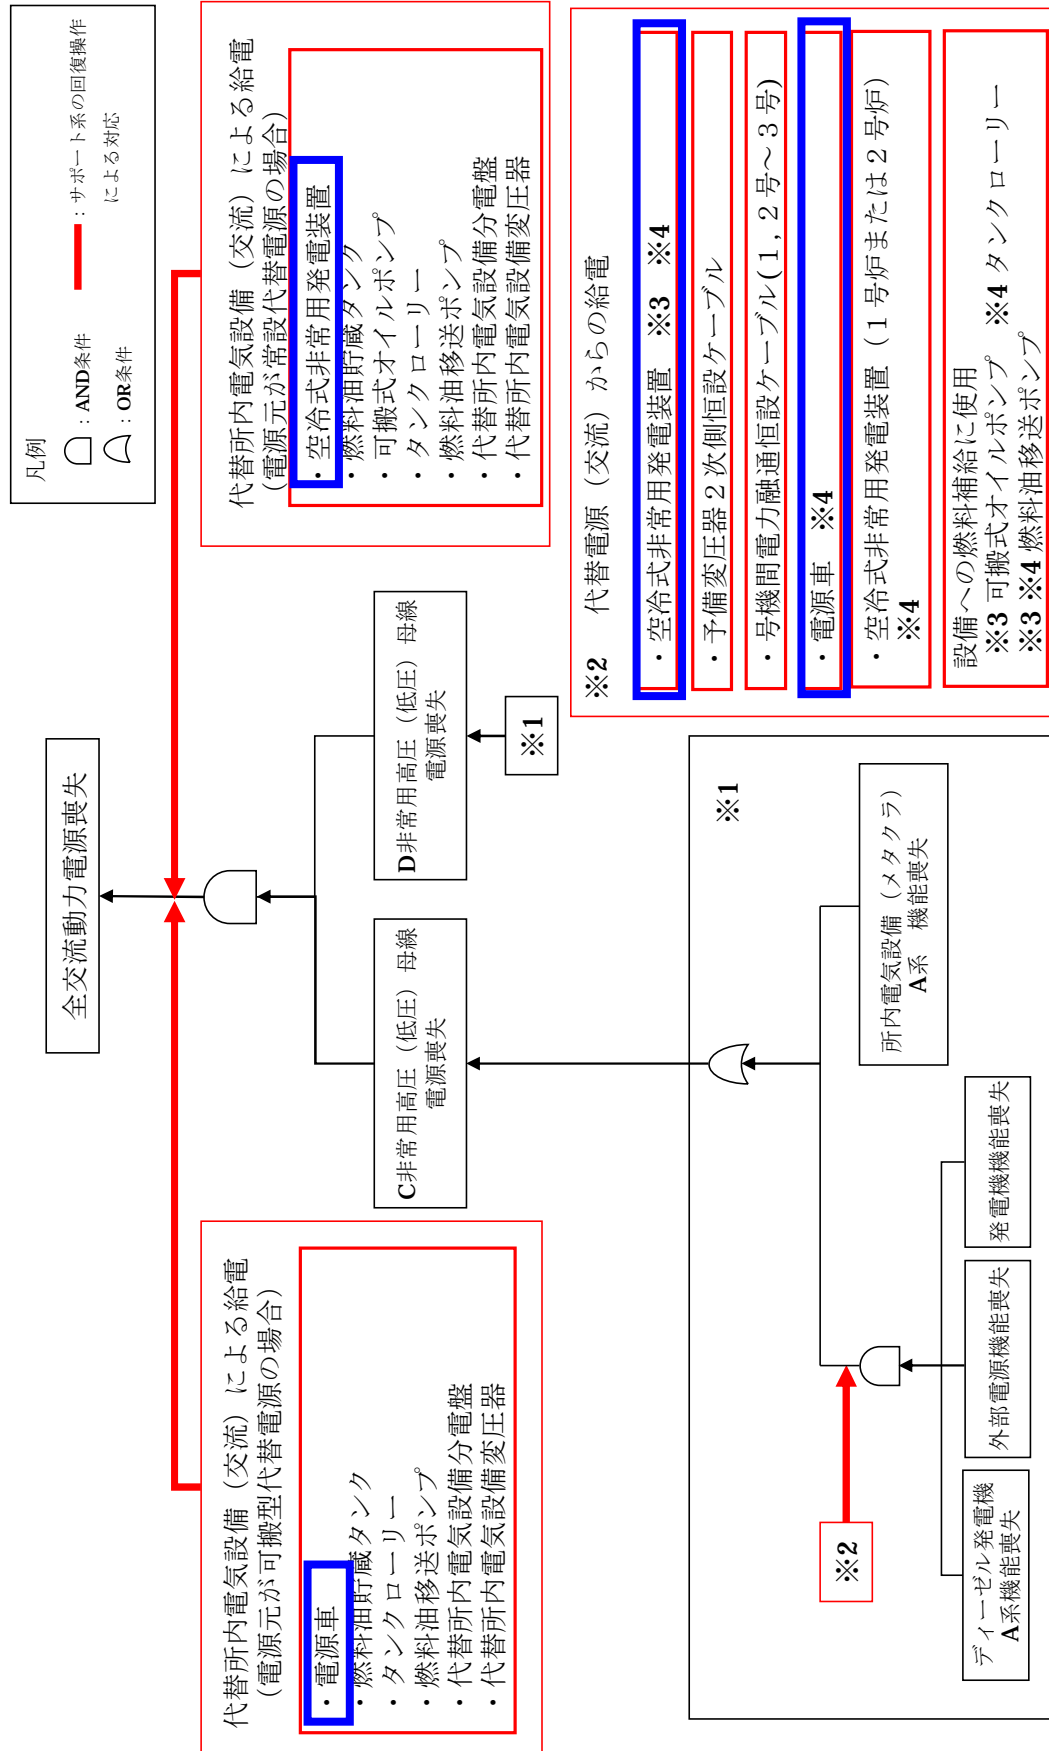 凡例
：AND条件
：OR条件
：サポート系の回復操作
による対応
全交流動力電源喪失
代替所内電気設備（交流）による給電
（電源元が可搬型代替電源の場合）
・電源車
・燃料油貯蔵タンク
・タンクローリー
・燃料油移送ポンプ
・代替所内電気設備分電盤
・代替所内電気設備変圧器
代替所内電気設備（交流）による給電
（電源元が常設代替電源の場合）
・空冷式非常用発電装置
・燃料油貯蔵タンク
・可搬式オイルポンプ
・タンクローリー
・燃料油移送ポンプ
・代替所内電気設備分電盤
・代替所内電気設備変圧器
C非常用高圧（低圧）母線
電源喪失
D非常用高圧（低圧）母線
電源喪失
※1
※2　代替電源（交流）からの給電
・空冷式非常用発電装置　※3　※4
・予備変圧器２次側恒設ケーブル
・号機間電力融通恒設ケーブル(１，２号～３号)
・電源車　※4
・空冷式非常用発電装置（１号炉または２号炉）
※4
設備への燃料補給に使用
※3 可搬式オイルポンプ　※4 タンクローリー
※3 ※4 燃料油移送ポンプ
※1
所内電気設備（メタクラ）
A系　機能喪失
※2
ディーゼル発電機
A系機能喪失
外部電源機能喪失
発電機機能喪失